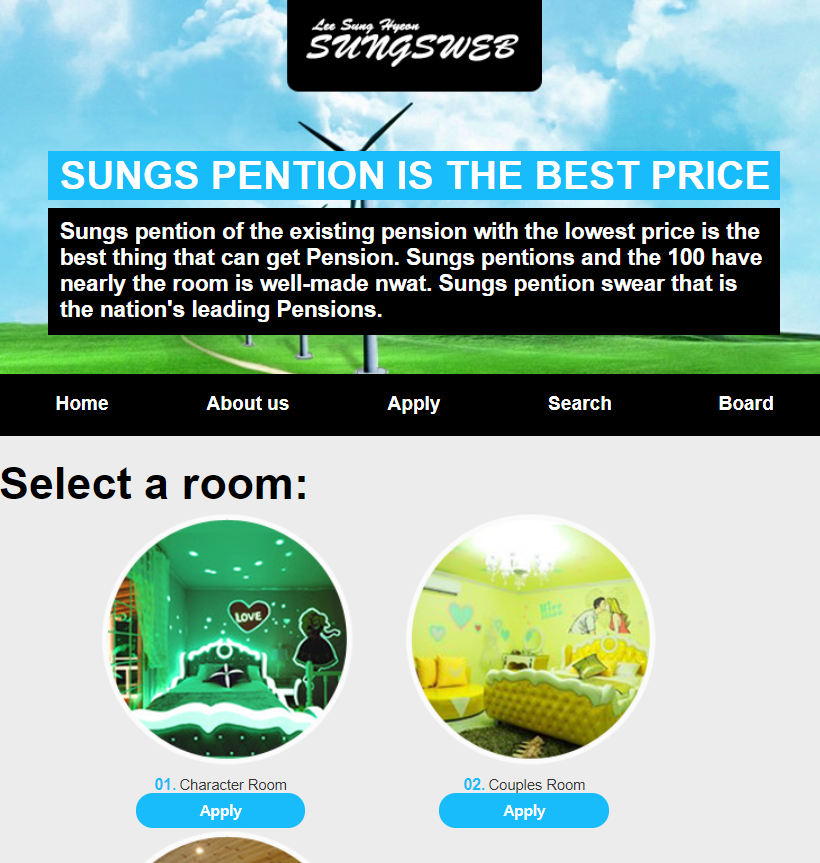 Lee Sung Hyeon
SUNGSWEB
SUNGS PENTION IS THE BEST PRICE
Sungs pention of the existing pension with the lowest price is the
best thing that can get Pension. Sungs pentions and the 100 have
nearly the room is well-made nwat. Sungs pention swear that is
the nation's leading Pensions.
Home About us Apply Search Board
Select a room:
LOVE
01. Character Room 02. Couples Room
Apply Apply